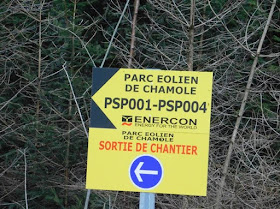 PARC EOLIEN
DE CHAMOLE
PSP001-PSP004
ENERCON
ENERGY FOR THE WORLD
PARC EOLIEN
DE CHAMOLE
SORTIE DE CHANTIER